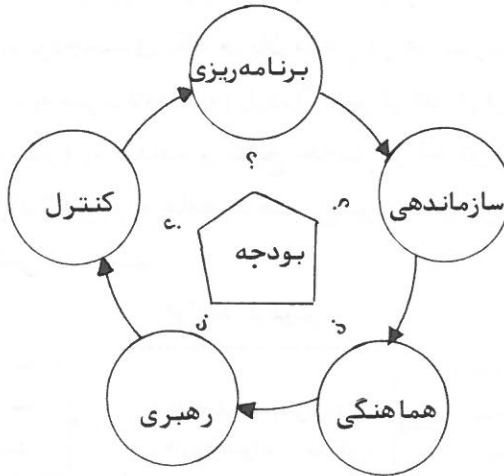 برنامه‌ریزی
سازماندهی
هماهنگی
رهبری
کنترل
بودجه
؟
؟
؟
؟
؟